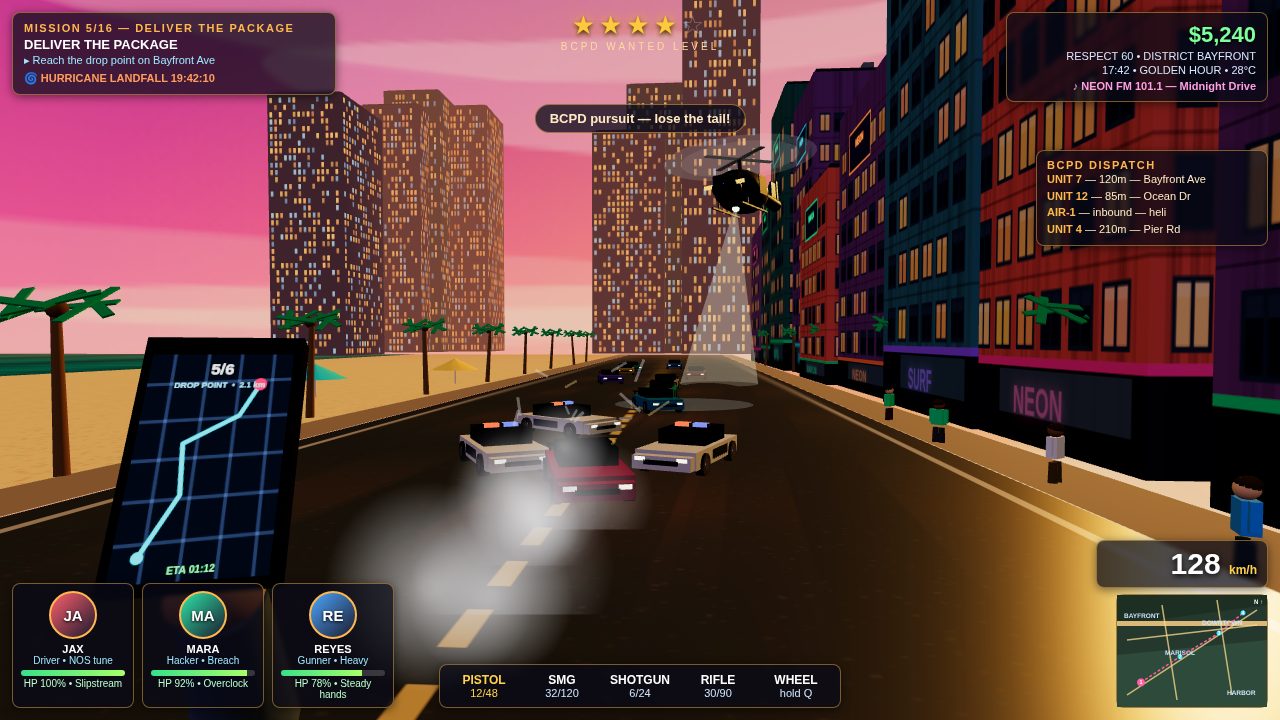 MISSION 5/16 — DELIVER THE PACKAGE
DELIVER THE PACKAGE
▸ Reach the drop point on Bayfront Ave
🌀 HURRICANE LANDFALL 19:42:10
★★★★☆
BCPD WANTED LEVEL
BCPD pursuit — lose the tail!
$5,240
RESPECT 60 • DISTRICT BAYFRONT
17:42 • GOLDEN HOUR • 28°C
♪ NEON FM 101.1 — Midnight Drive
BCPD DISPATCH
UNIT 7 — 120m — Bayfront Ave
UNIT 12 — 85m — Ocean Dr
AIR-1 — inbound — heli
UNIT 4 — 210m — Pier Rd
NEON
SURF
NEON
5/6
DROP POINT • 2.1 km
ETA 01:12
JA
JAX
Driver • NOS tune
HP 100% • Slipstream
MA
MARA
Hacker • Breach
HP 92% • Overclock
RE
REYES
Gunner • Heavy
HP 78% • Steady
hands
PISTOL
12/48
SMG
32/120
SHOTGUN
6/24
RIFLE
30/90
WHEEL
hold Q
128 km/h
N
BAYFRONT
DOWNTOWN
MARISOL
HARBOR